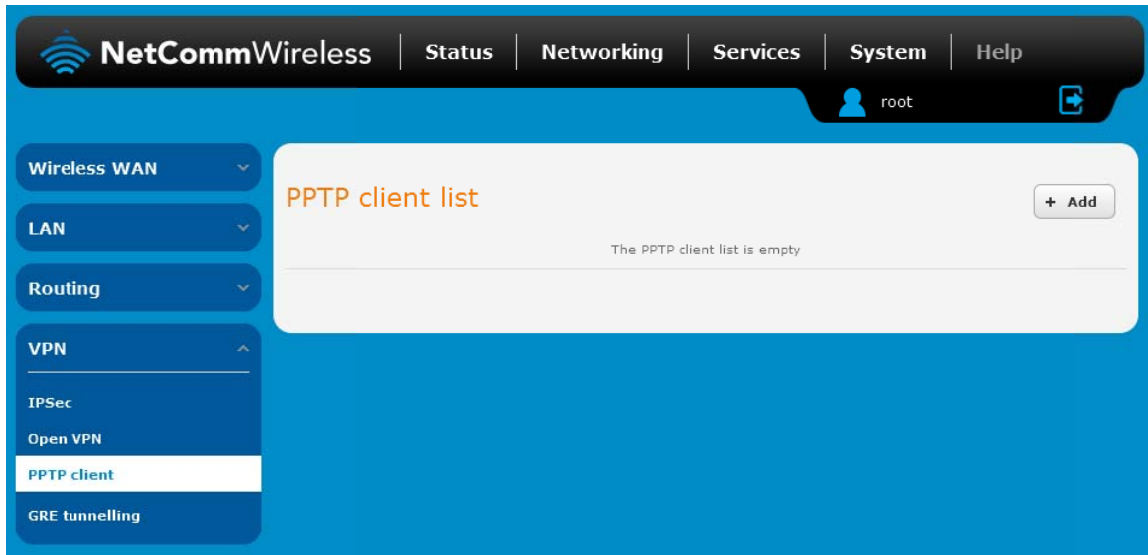 NetCommWireless Status Networking Services System Help
root
Wireless WAN
LAN
Routing
VPN
IPSec
Open VPN
PPTP client
GRE tunnelling
PPTP client list
+ Add
The PPTP client list is empty